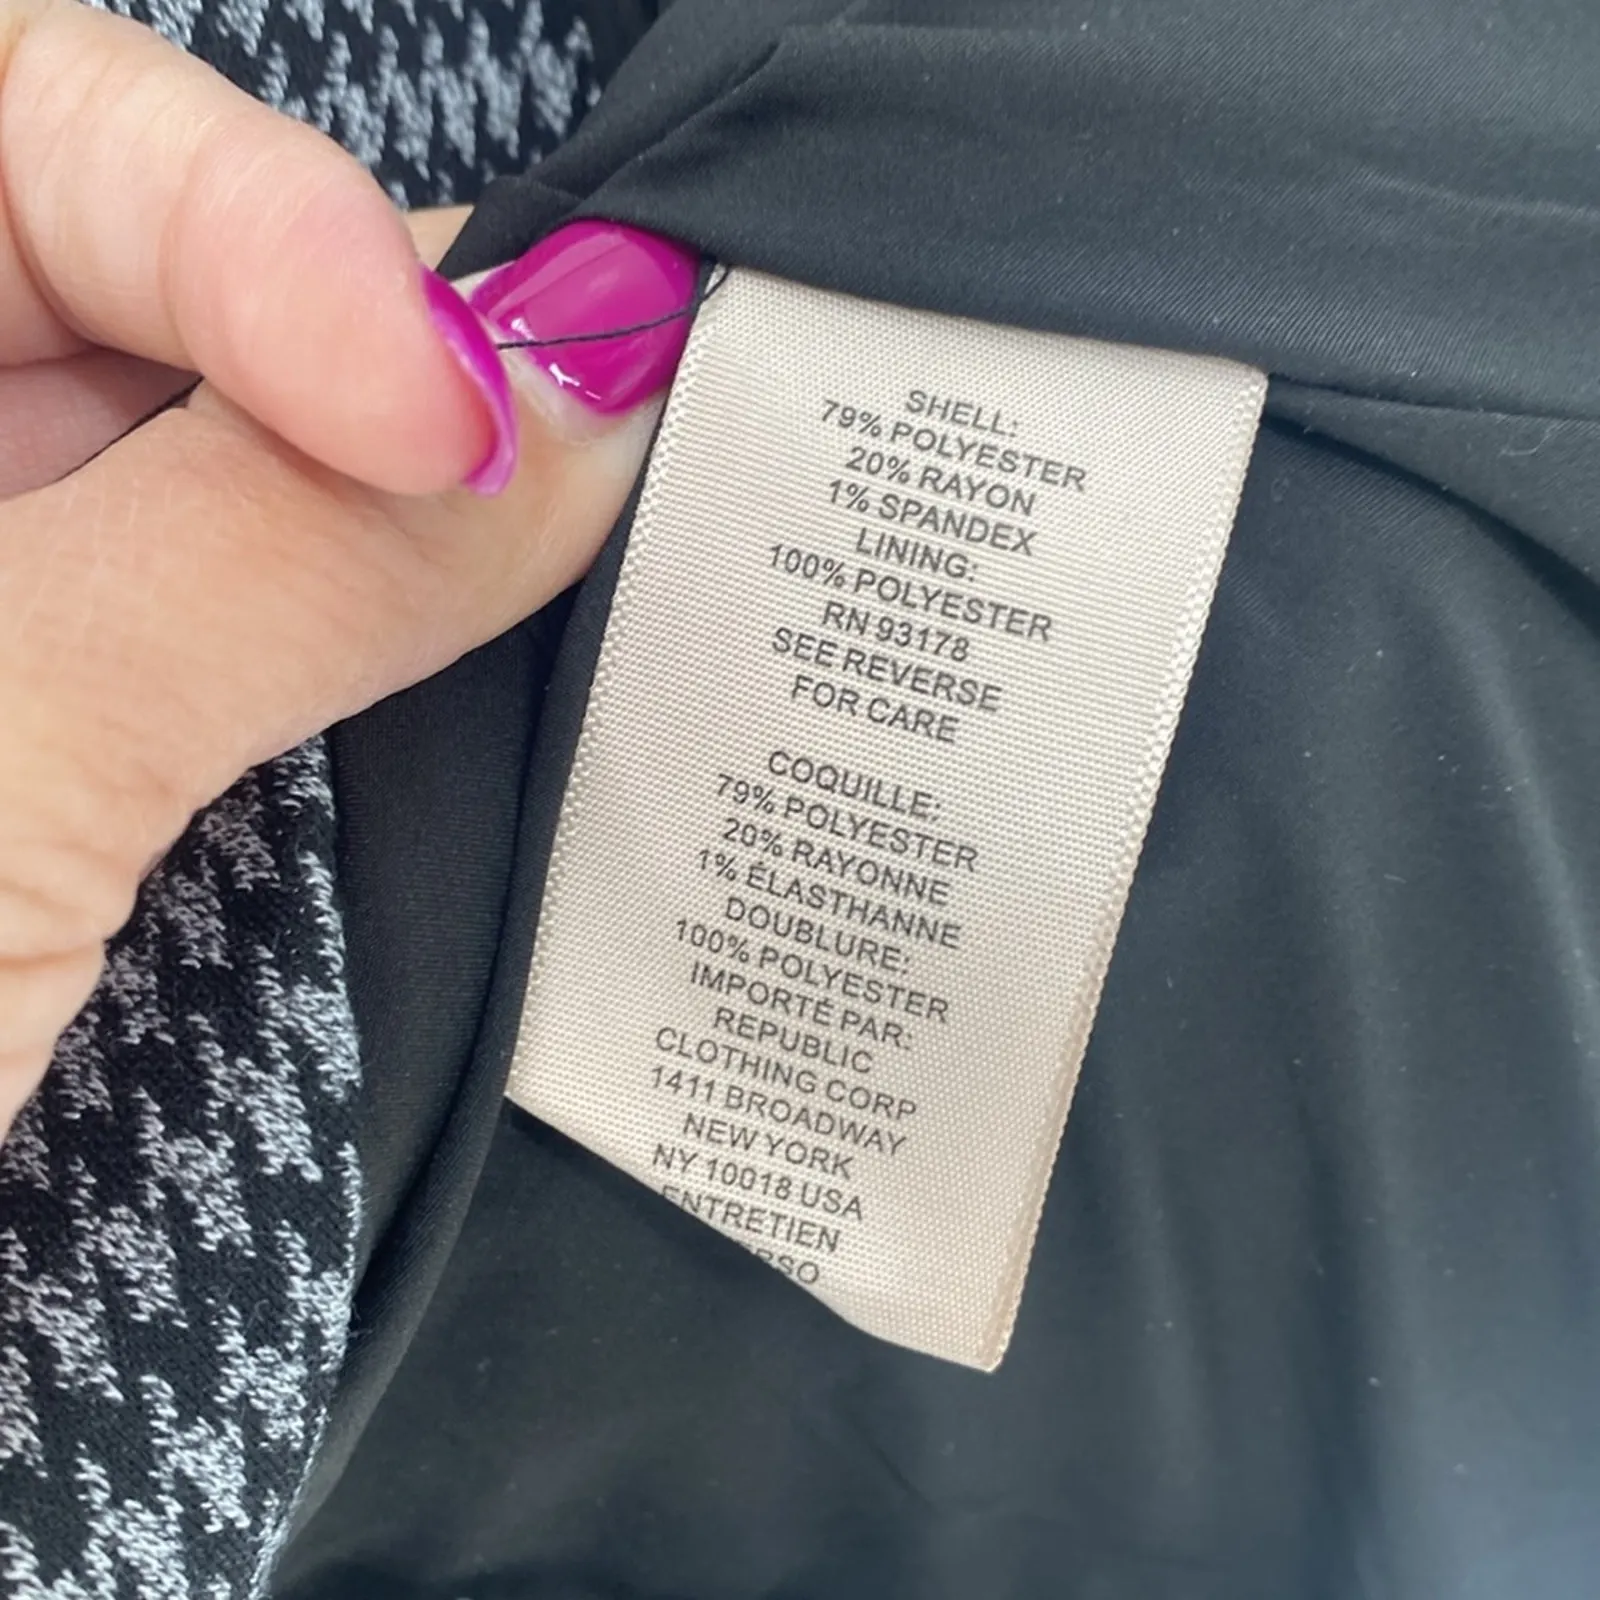 SHELL:
79% POLYESTER
20% RAYON
1% SPANDEX
LINING:
100% POLYESTER
RN 93178
SEE REVERSE
FOR CARE
COQUILLE:
79% POLYESTER
20% RAYONNE
1% ÉLASTHANNE
DOUBLURE:
100% POLYESTER
IMPORTÉ PAR:
REPUBLIC
CLOTHING CORP
1411 BROADWAY
NEW YORK
NY 10018 USA
ENTRETIEN